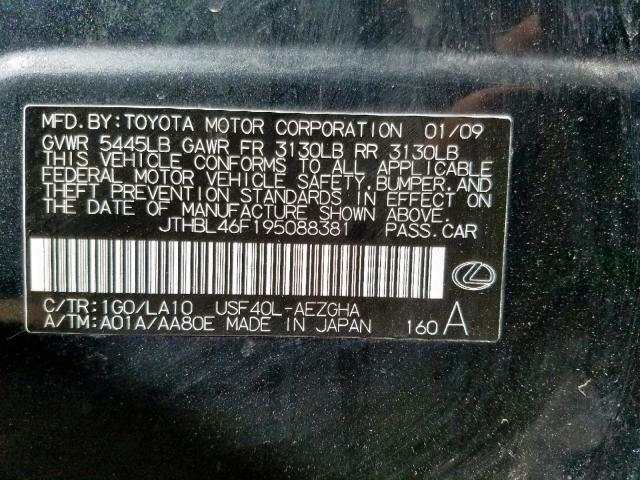 MFD. BY: TOYOTA MOTOR CORPORATION 01/09
GVWR 5445LB GAWR FR 3130LB RR 3130LB
THIS VEHICLE CONFORMS TO ALL APPLICABLE
FEDERAL MOTOR VEHICLE SAFETY, BUMPER, AND
THEFT PREVENTION STANDARDS IN EFFECT ON
THE DATE OF MANUFACTURE SHOWN ABOVE.
JTHBL46F195088381 PASS. CAR
C/TR: 1G0/LA10 USF40L-AEZGHA
A/TM: A01A/AA80E MADE IN JAPAN 160 A